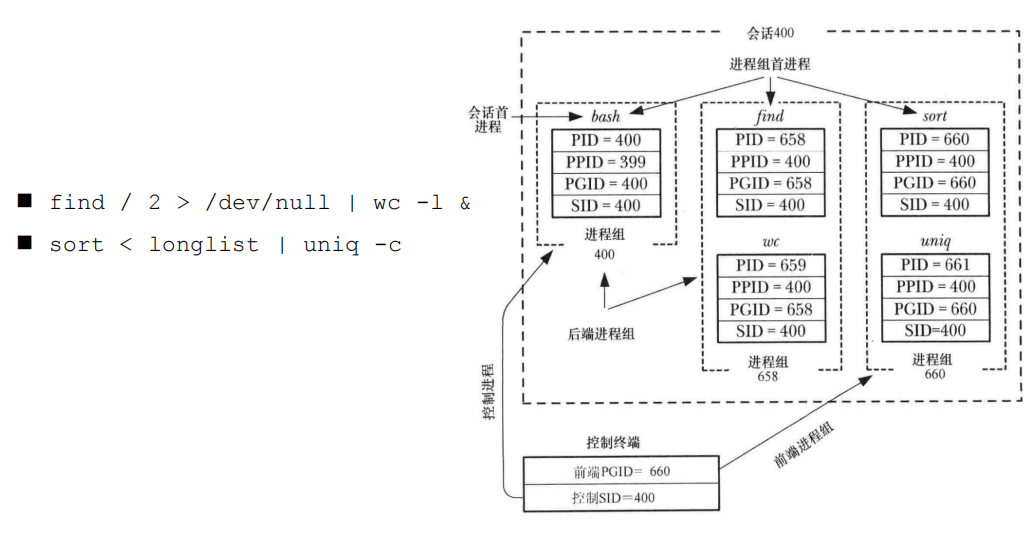 find / 2 > /dev/null | wc -l &
sort < longlist | uniq -c
会话400
进程组首进程
会话首
进程
bash
PID = 400
PPID = 399
PGID = 400
SID = 400
进程组
400
find
PID = 658
PPID = 400
PGID = 658
SID = 400
wc
PID = 659
PPID = 400
PGID = 658
SID = 400
进程组
658
sort
PID = 660
PPID = 400
PGID = 660
SID = 400
uniq
PID = 661
PPID = 400
PGID = 660
SID=400
进程组
660
后端进程组
控制进程
控制终端
前端PGID= 660
控制SID=400
前端进程组